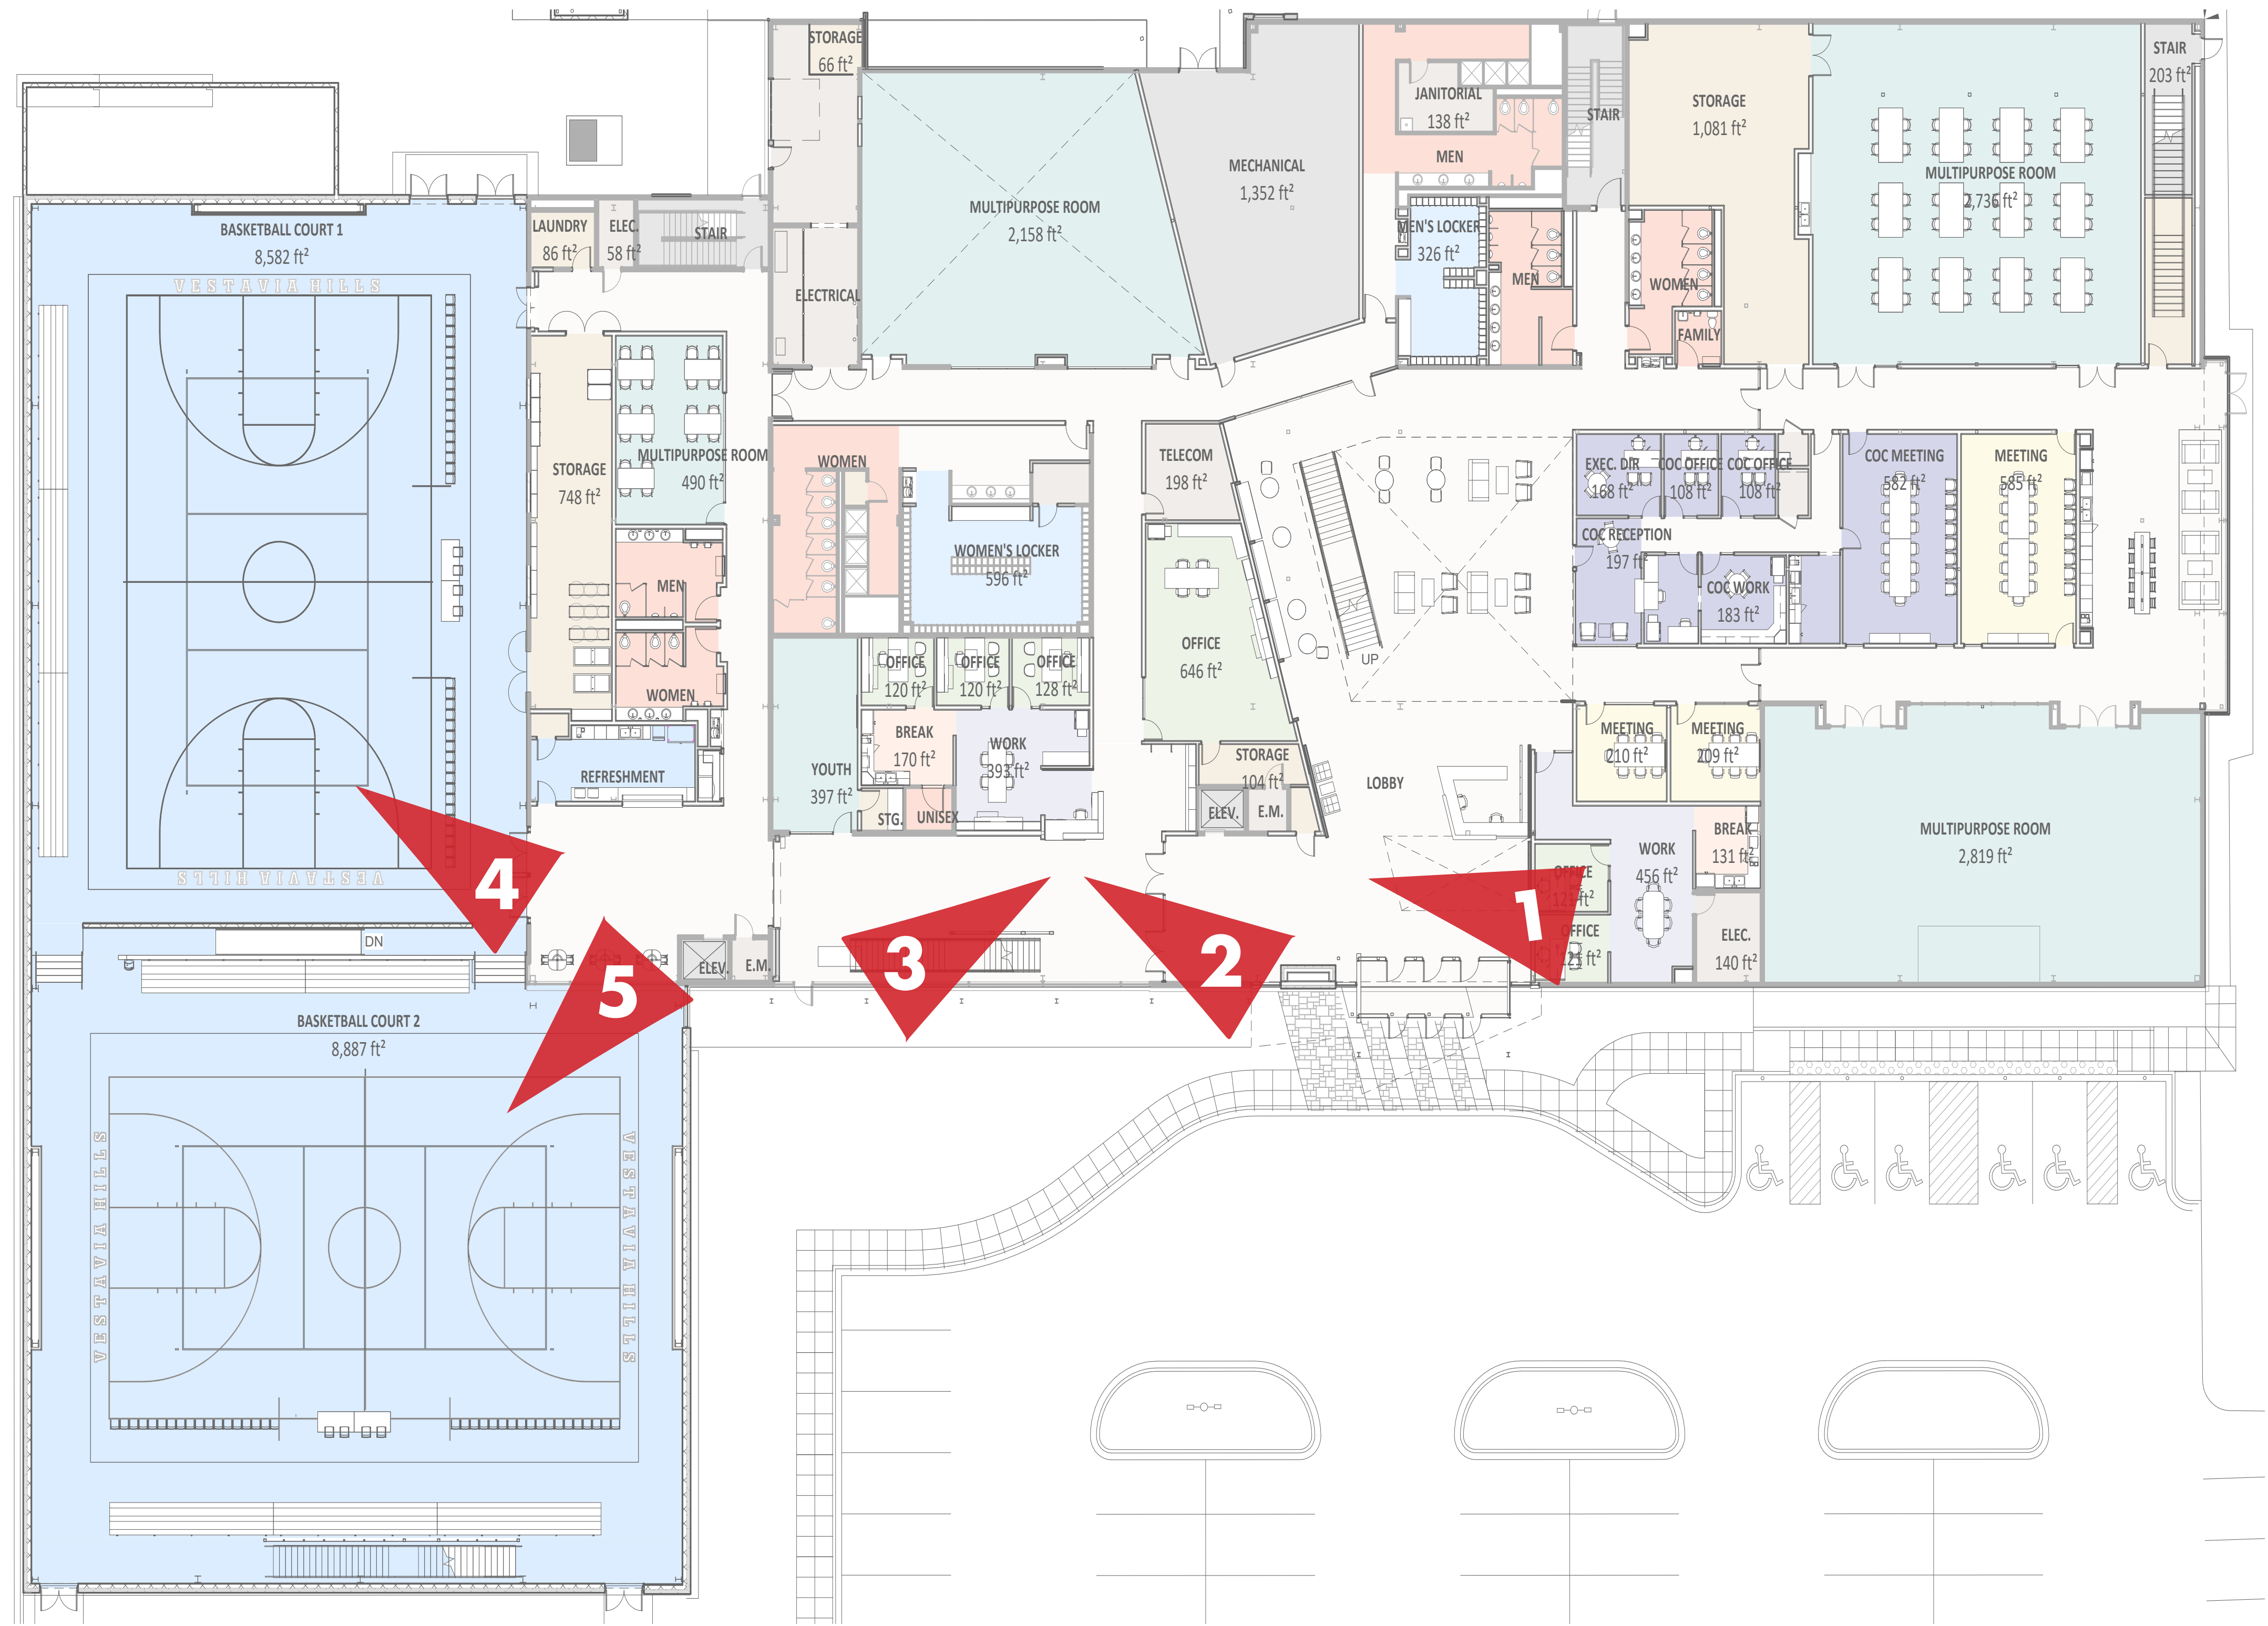 STORAGE
66 ft²
STAIR
203 ft²
JANITORIAL
138 ft²
STORAGE
1,081 ft²
STAIR
MEN
MECHANICAL
1,352 ft²
MULTIPURPOSE ROOM
2,736 ft²
MULTIPURPOSE ROOM
2,158 ft²
BASKETBALL COURT 1
8,582 ft²
LAUNDRY
86 ft²
ELEC.
58 ft²
STAIR
MEN'S LOCKER
326 ft²
MEN
WOMEN
FAMILY
ELECTRICAL
VESTAVIA HILLS
STORAGE
748 ft²
MULTIPURPOSE ROOM
490 ft²
WOMEN
TELECOM
198 ft²
EXEC. DIR
168 ft²
COC OFFICE
108 ft²
COC OFFICE
108 ft²
COC MEETING
582 ft²
MEETING
585 ft²
COC RECEPTION
197 ft²
COC WORK
183 ft²
WOMEN'S LOCKER
596 ft²
MEN
WOMEN
OFFICE
646 ft²
UP
OFFICE
120 ft²
OFFICE
120 ft²
OFFICE
128 ft²
BREAK
170 ft²
WORK
393 ft²
YOUTH
397 ft²
STG.
UNISEX
REFRESHMENT
STORAGE
104 ft²
ELEV.
E.M.
LOBBY
MEETING
210 ft²
MEETING
209 ft²
BREAK
131 ft²
WORK
456 ft²
MULTIPURPOSE ROOM
2,819 ft²
OFFICE
121 ft²
OFFICE
121 ft²
ELEC.
140 ft²
VESTAVIA HILLS
4
1
2
3
5
DN
ELEV.
E.M.
BASKETBALL COURT 2
8,887 ft²
VESTAVIA HILLS
VESTAVIA HILLS